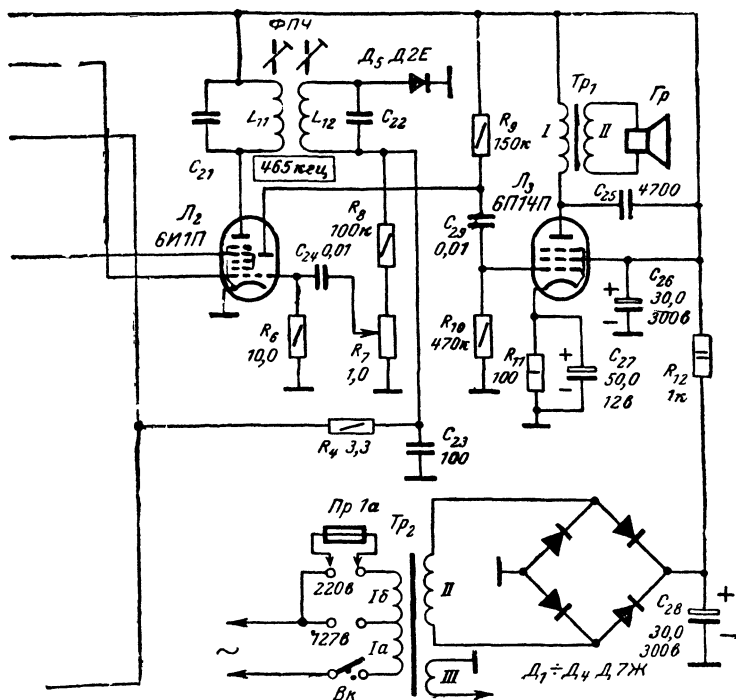 ФПЧ
Д₅ Д2Е
L₁₁
L₁₂
C₂₂
C₂₁
465 кец
R₉
150к
Тр₁
Гр
I
II
Л₃
6П14П
C₂₅ 4700
Л₂
6И1П
R₈
100к
C₂₉
0,01
C₂₄ 0,01
C₂₆
30,0
300в
+
−
R₆
10,0
R₇
1,0
R₁₀
470к
R₁₁
100
+
−
C₂₇
50,0
12в
R₁₂
1к
R₄ 3,3
C₂₃
100
Пр 1а
Тр₂
220в
Iб
II
127в
Iа
~
Вк
III
Д₁÷Д₄ Д7Ж
C₂₈
30,0
300в
+
−